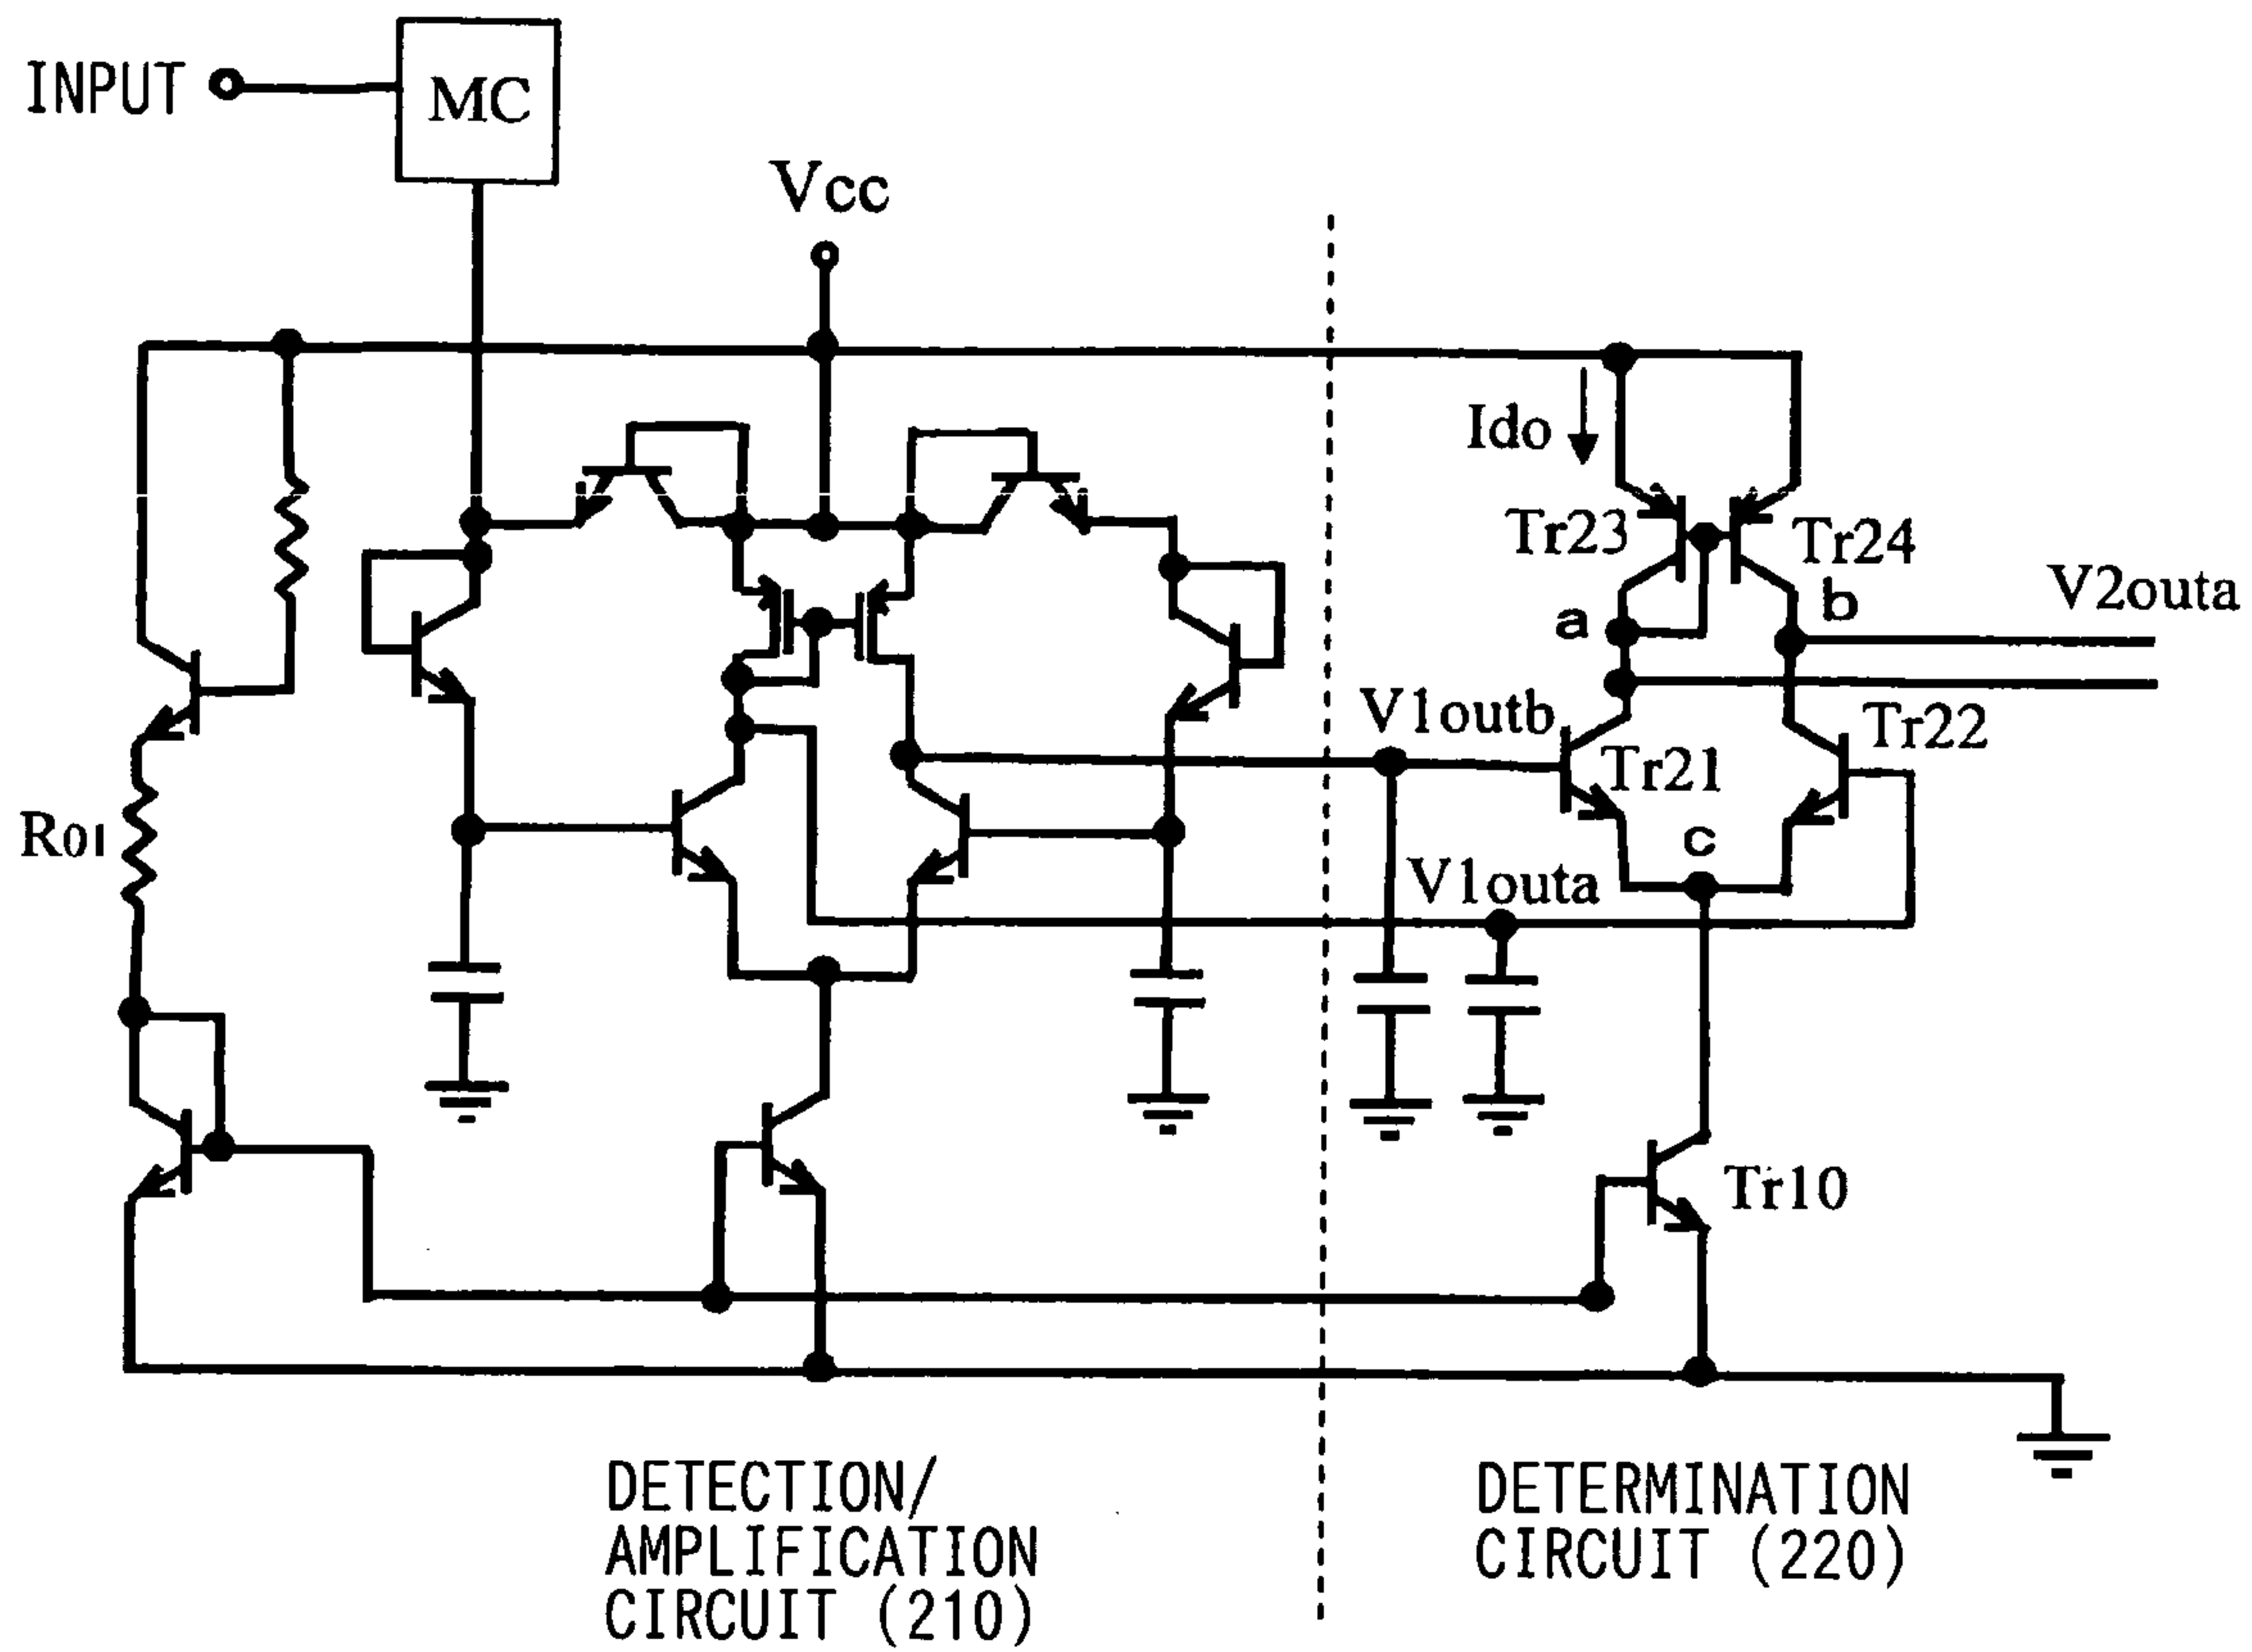 INPUT
MC
Vcc
Ido
Tr23
Tr24
a
b
V2outa
V1outb
Tr21
Tr22
Ro1
c
V1outa
Tr10
DETECTION/
AMPLIFICATION
CIRCUIT (210)
DETERMINATION
CIRCUIT (220)